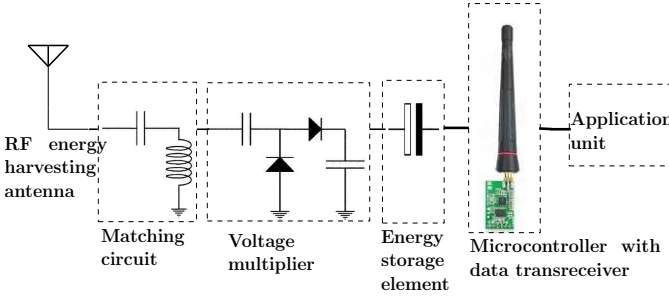 RF energy
harvesting
antenna
Matching
circuit
Voltage
multiplier
Energy
storage
element
Microcontroller with
data transreceiver
Application
unit